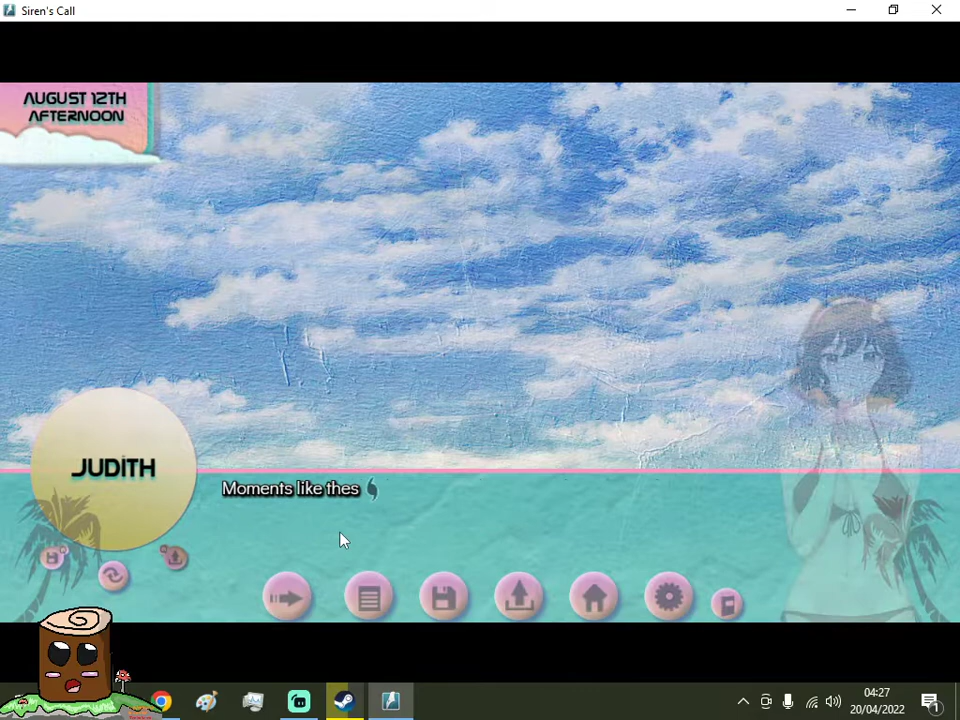 Siren's Call
AUGUST 12TH
AFTERNOON
JUDITH
Moments like thes
04:27
20/04/2022